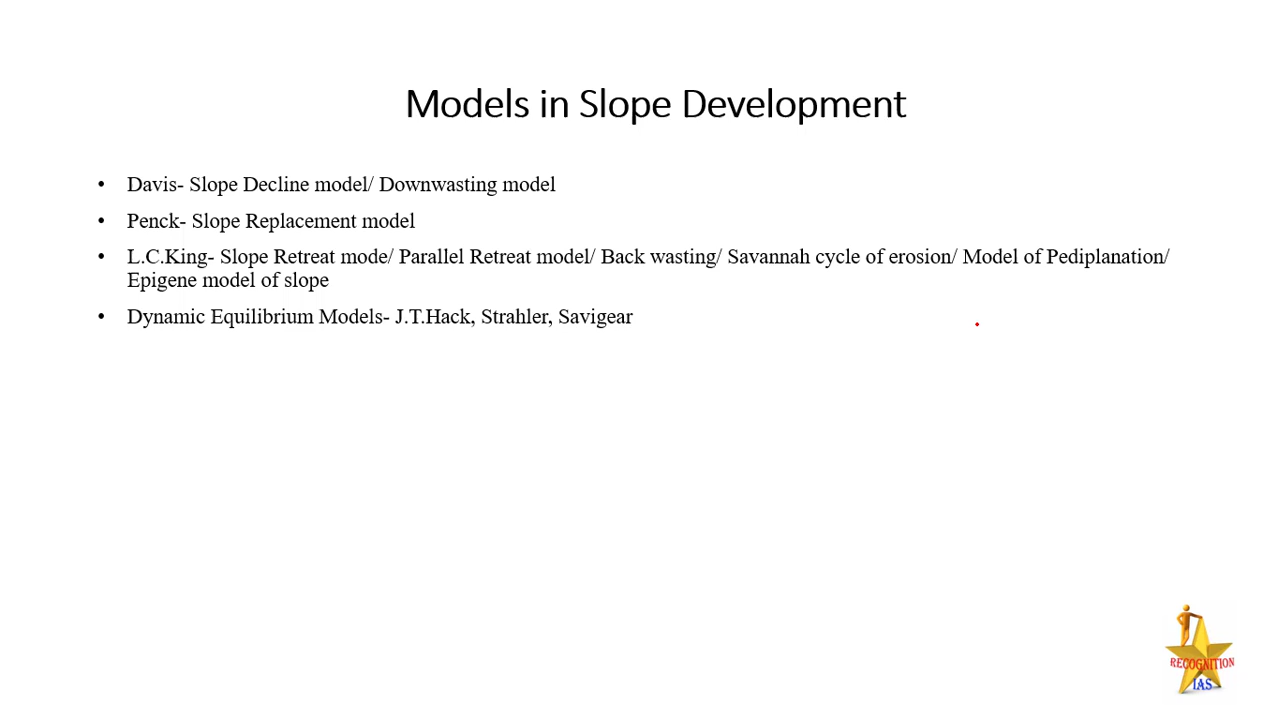 Models in Slope Development
• Davis- Slope Decline model/ Downwasting model
• Penck- Slope Replacement model
• L.C.King- Slope Retreat mode/ Parallel Retreat model/ Back wasting/ Savannah cycle of erosion/ Model of Pediplanation/
Epigene model of slope
• Dynamic Equilibrium Models- J.T.Hack, Strahler, Savigear
RECOGNITION
IAS